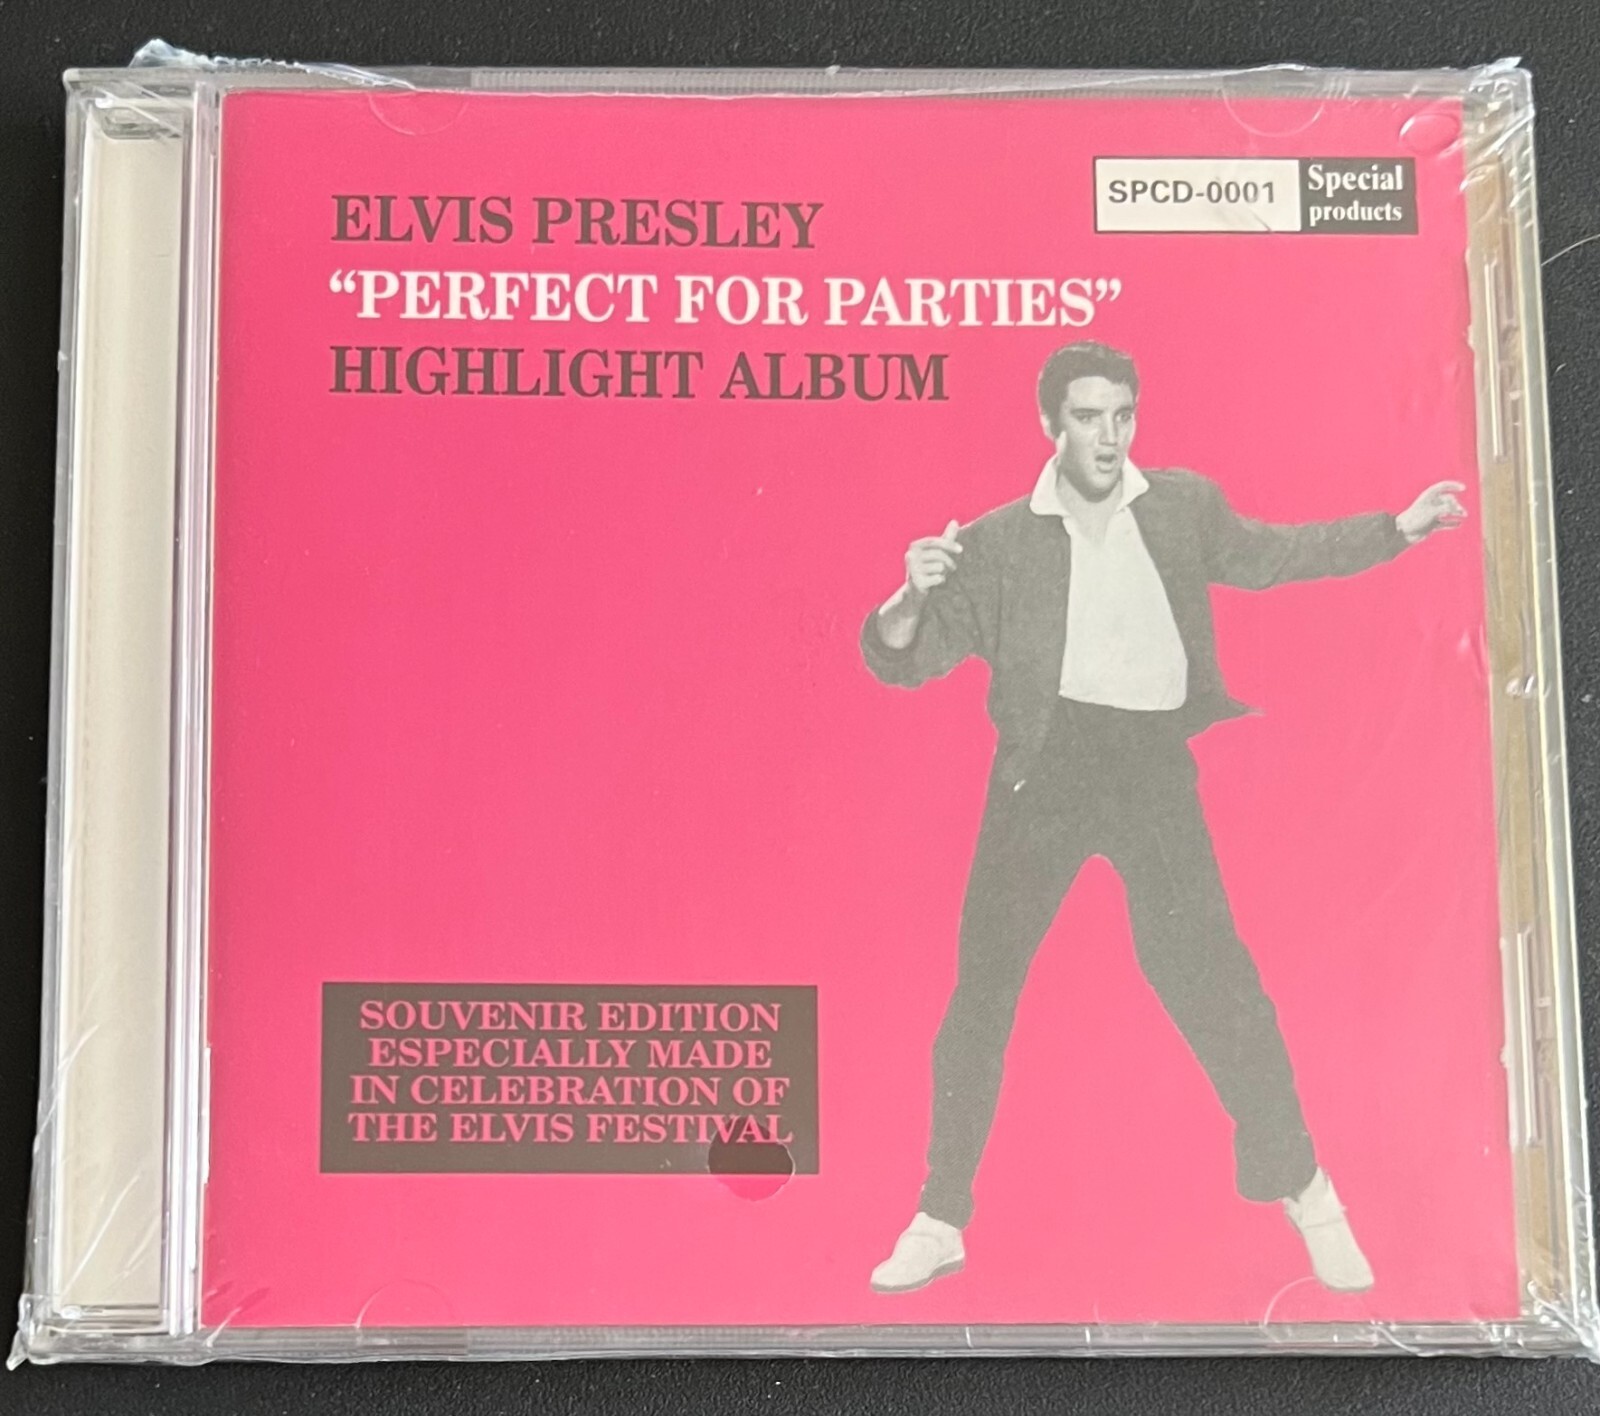 SPCD-0001
Special
products
ELVIS PRESLEY
“PERFECT FOR PARTIES”
HIGHLIGHT ALBUM
SOUVENIR EDITION
ESPECIALLY MADE
IN CELEBRATION OF
THE ELVIS FESTIVAL